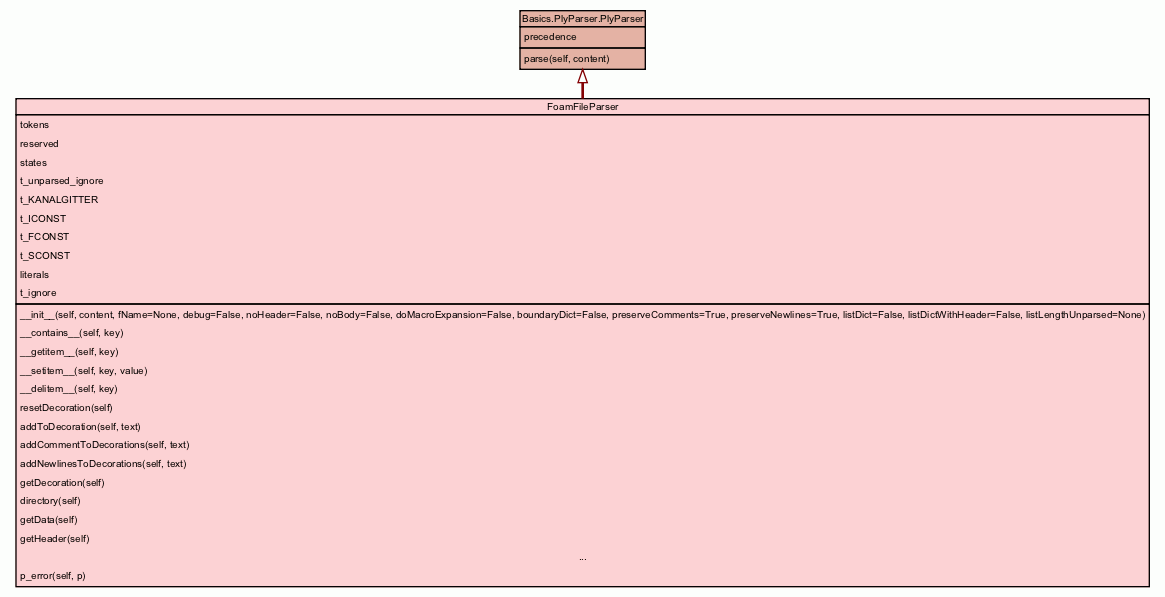 Basics.PlyParser.PlyParser
precedence
parse(self, content)
FoamFileParser
tokens
reserved
states
t_unparsed_ignore
t_KANALGITTER
t_ICONST
t_FCONST
t_SCONST
literals
t_ignore
__init__(self, content, fName=None, debug=False, noHeader=False, noBody=False, doMacroExpansion=False, boundaryDict=False, preserveComments=True, preserveNewlines=True, listDict=False, listDictWithHeader=False, listLengthUnparsed=None)
__contains__(self, key)
__getitem__(self, key)
__setitem__(self, key, value)
__delitem__(self, key)
resetDecoration(self)
addToDecoration(self, text)
addCommentToDecorations(self, text)
addNewlinesToDecorations(self, text)
getDecoration(self)
directory(self)
getData(self)
getHeader(self)
...
p_error(self, p)